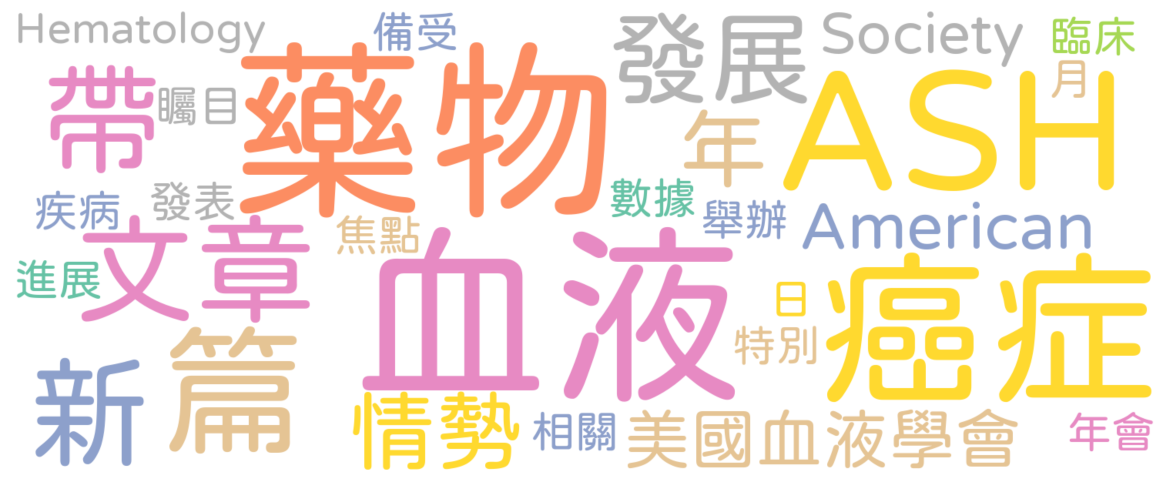 Hematology
備受
發展
Society
臨床
帶
矚目
藥物
年
ASH
月
疾病
發表
焦點
數據
舉辦
American
進展
文章
血液
日
癌症
特別
新
篇
情勢
相關
美國血液學會
年會